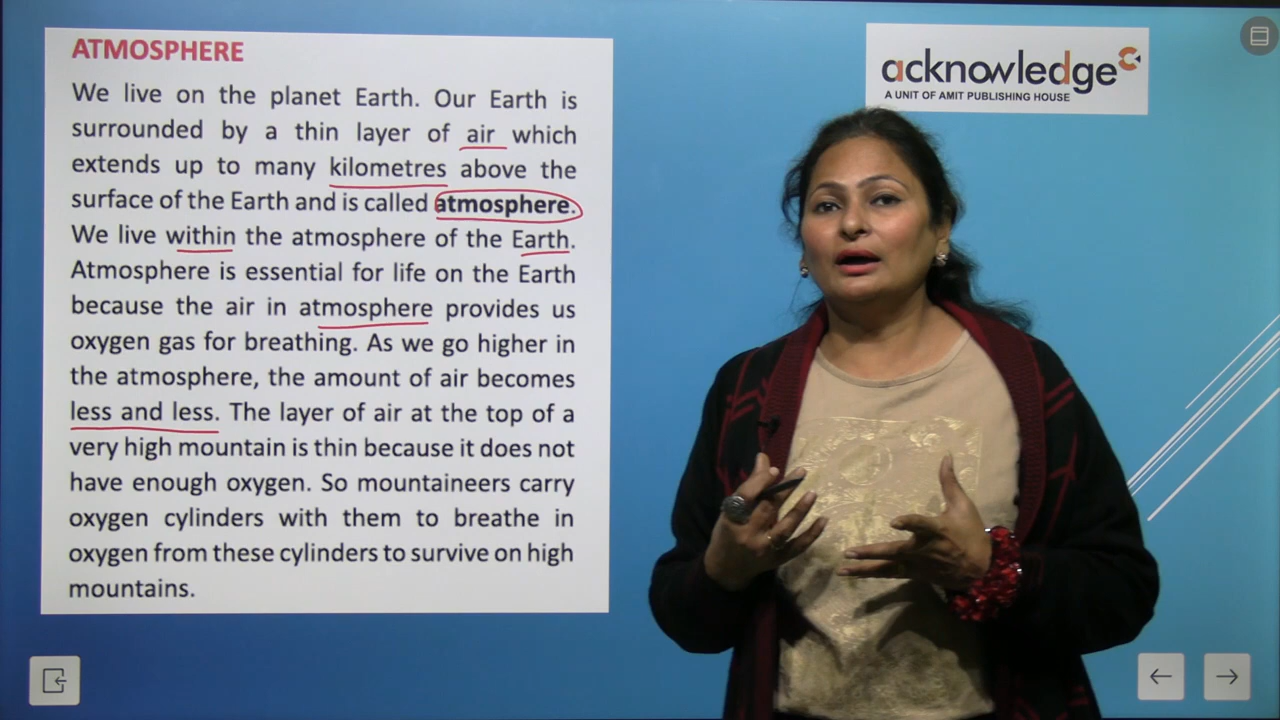 ATMOSPHERE
We live on the planet Earth. Our Earth is
surrounded by a thin layer of air which
extends up to many kilometres above the
surface of the Earth and is called atmosphere.
We live within the atmosphere of the Earth.
Atmosphere is essential for life on the Earth
because the air in atmosphere provides us
oxygen gas for breathing. As we go higher in
the atmosphere, the amount of air becomes
less and less. The layer of air at the top of a
very high mountain is thin because it does not
have enough oxygen. So mountaineers carry
oxygen cylinders with them to breathe in
oxygen from these cylinders to survive on high
mountains.
acknowledge
A UNIT OF AMIT PUBLISHING HOUSE